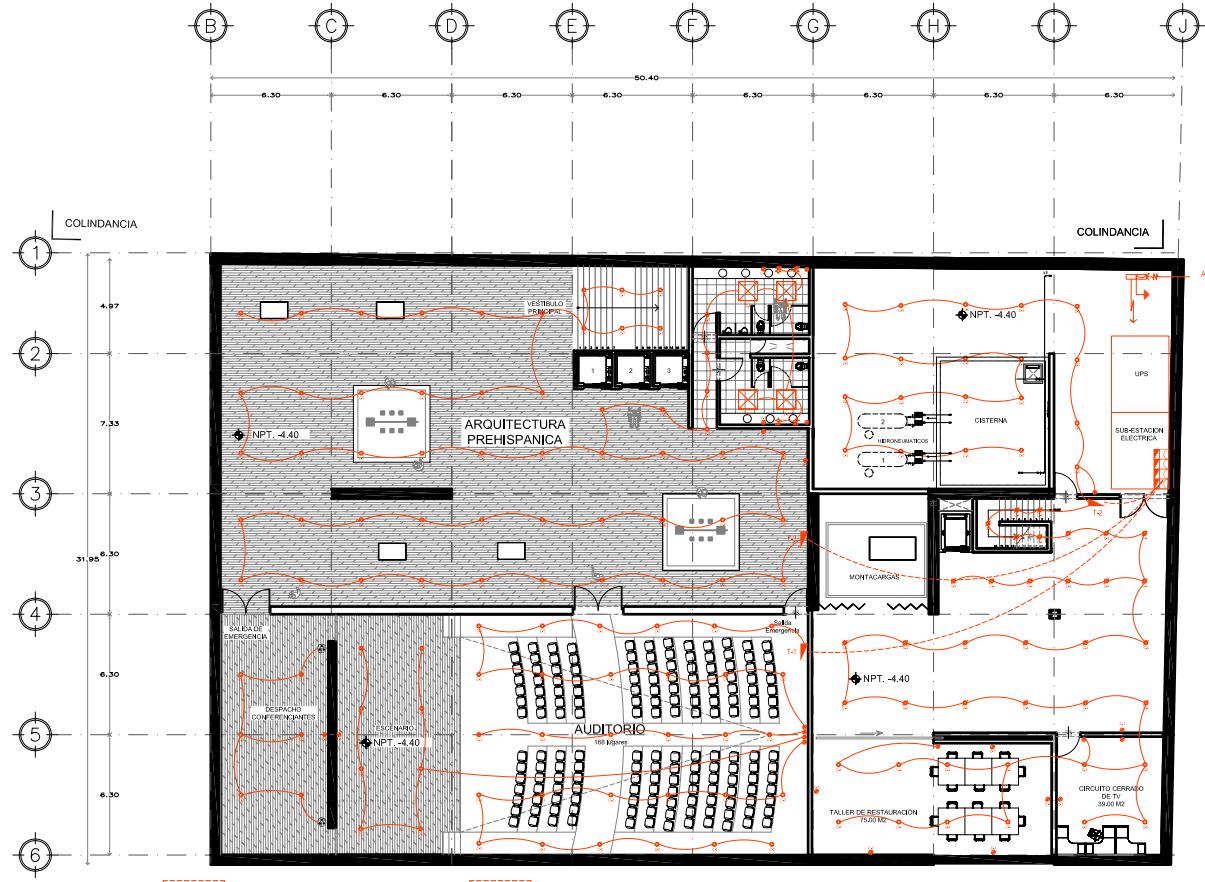 B C D E F G H I J
50.40
6.30 6.30 6.30 6.30 6.30 6.30 6.30 6.30
COLINDANCIA
COLINDANCIA
1
A
4.97
VESTIBULO
PRINCIPAL
NPT. -4.40
2
1 2 3
UPS
7.33
ARQUITECTURA
PREHISPANICA
NPT. -4.40
2
HIDRONEUMATICOS
1
CISTERNA
SUB-ESTACION
ELECTRICA
3
T-2
31.95
6.30
MONTACARGAS
4
SALIDA DE
EMERGENCIA
Salida
Emergencia
T-1
6.30
NPT. -4.40
DESPACHO
CONFERENCIANTES
ESCENARIO
NPT. -4.40
5
AUDITORIO
168 lugares
6.30
TALLER DE RESTAURACIÓN
75.00 M2
CIRCUITO CERRADO
DE TV
39.00 M2
6